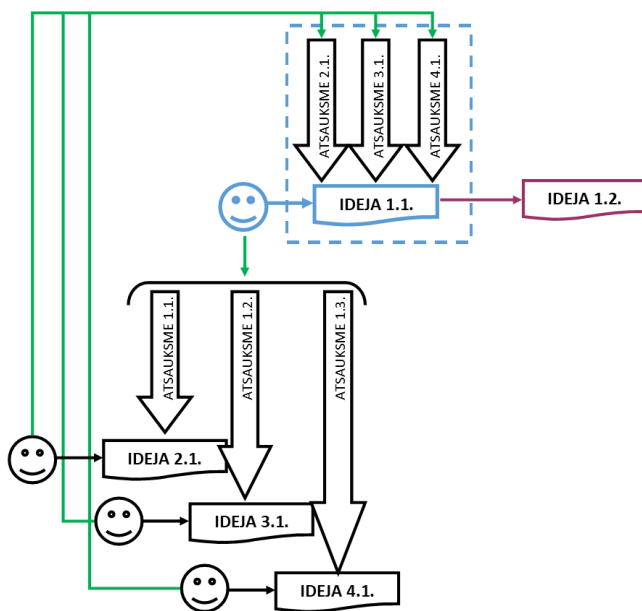 ATSAUKSME 2.1.
ATSAUKSME 3.1.
ATSAUKSME 4.1.
IDEJA 1.1.
IDEJA 1.2.
ATSAUKSME 1.1.
ATSAUKSME 1.2.
ATSAUKSME 1.3.
IDEJA 2.1.
IDEJA 3.1.
IDEJA 4.1.